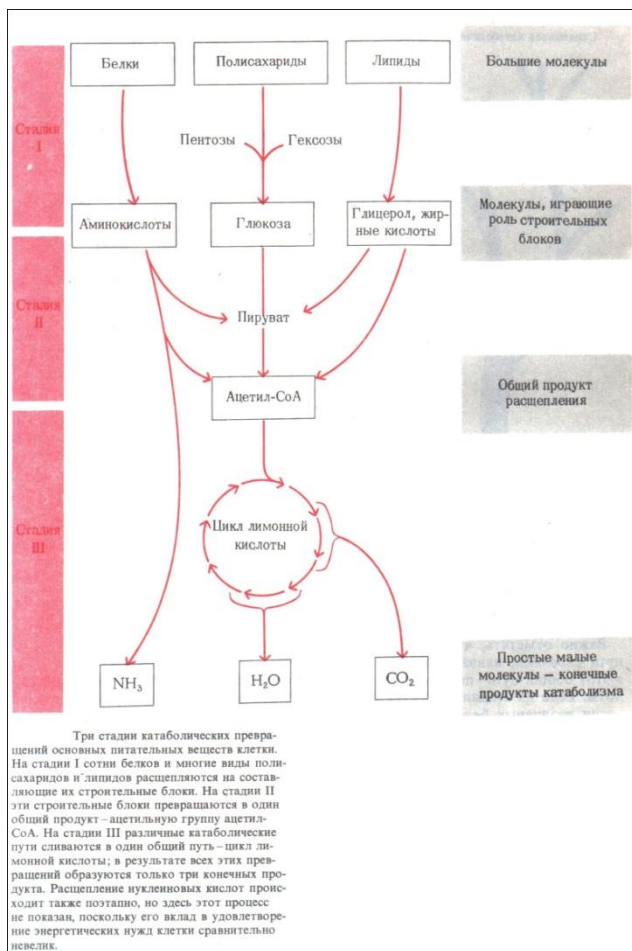 Белки
Полисахариды
Липиды
Большие молекулы
Стадия
I
Пентозы
Гексозы
Аминокислоты
Глюкоза
Глицерол, жир-
ные кислоты
Молекулы, играющие
роль строительных
блоков
Стадия
II
Пируват
Ацетил-СоА
Общий продукт
расщепления
Стадия
III
Цикл лимонной
кислоты
NH₃
H₂O
CO₂
Простые малые
молекулы – конечные
продукты катаболизма
Три стадии катаболических превра-
щений основных питательных веществ клетки.
На стадии I сотни белков и многие виды поли-
сахаридов и липидов расщепляются на состав-
ляющие их строительные блоки. На стадии II
эти строительные блоки превращаются в один
общий продукт – ацетильную группу ацетил-
СоА. На стадии III различные катаболические
пути сливаются в один общий путь – цикл ли-
монной кислоты; в результате всех этих прев-
ращений образуются только три конечных про-
дукта. Расщепление нуклеиновых кислот проис-
ходит также поэтапно, но здесь этот процесс
не показан, поскольку его вклад в удовлетворе-
ние энергетических нужд клетки сравнительно
невелик.